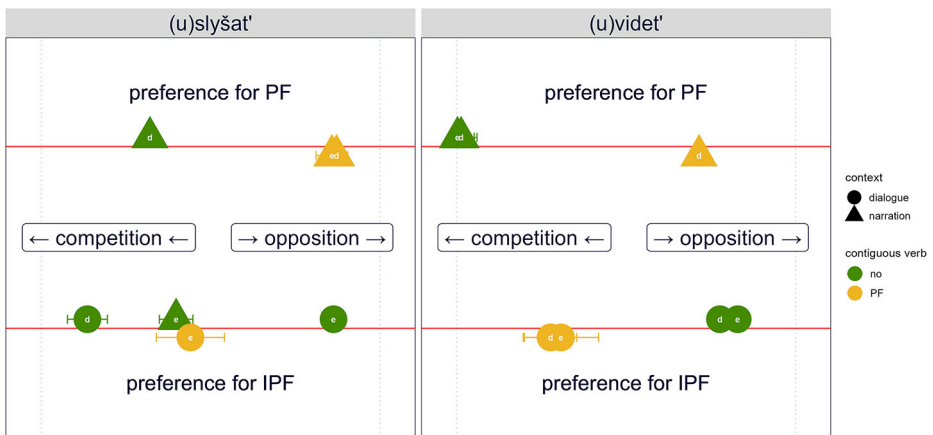 (u)slyšat'
(u)videt'
preference for PF
preference for PF
d
ed
ed
d
← competition ←
→ opposition →
← competition ←
→ opposition →
d
e
e
e
d
e
d
e
preference for IPF
preference for IPF
context
dialogue
narration
contiguous verb
no
PF